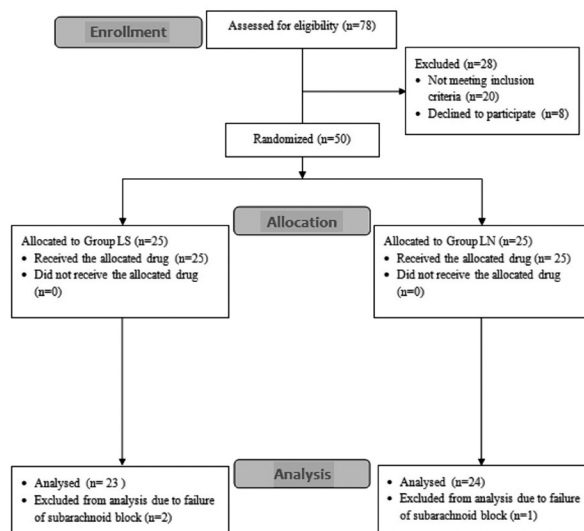 Enrollment
Assessed for eligibility (n=78)
Excluded (n=28)
• Not meeting inclusion
criteria (n=20)
• Declined to participate (n=8)
Randomized (n=50)
Allocation
Allocated to Group LS (n=25)
• Received the allocated drug (n=25)
• Did not receive the allocated drug
(n=0)
Allocated to Group LN (n=25)
• Received the allocated drug (n= 25)
• Did not receive the allocated drug
(n=0)
Analysis
• Analysed (n= 23 )
• Excluded from analysis due to failure
of subarachnoid block (n=2)
• Analysed (n=24)
• Excluded from analysis due to failure
of subarachnoid block (n=1)